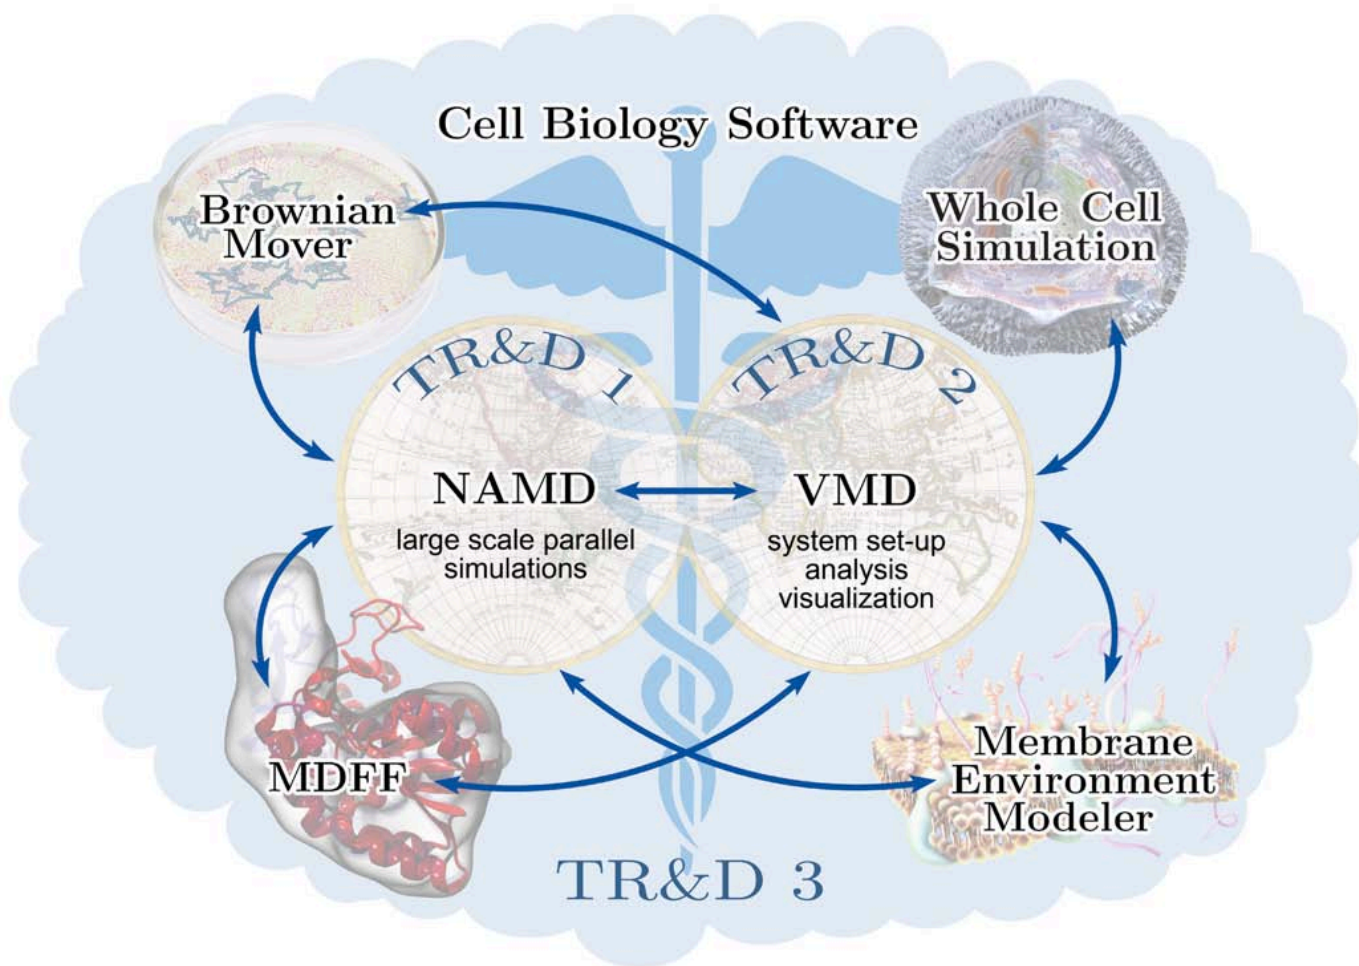 Cell Biology Software
Brownian
Mover
Whole Cell
Simulation
TR&D 1
TR&D 2
NAMD
large scale parallel
simulations
VMD
system set-up
analysis
visualization
MDFF
Membrane
Environment
Modeler
TR&D 3